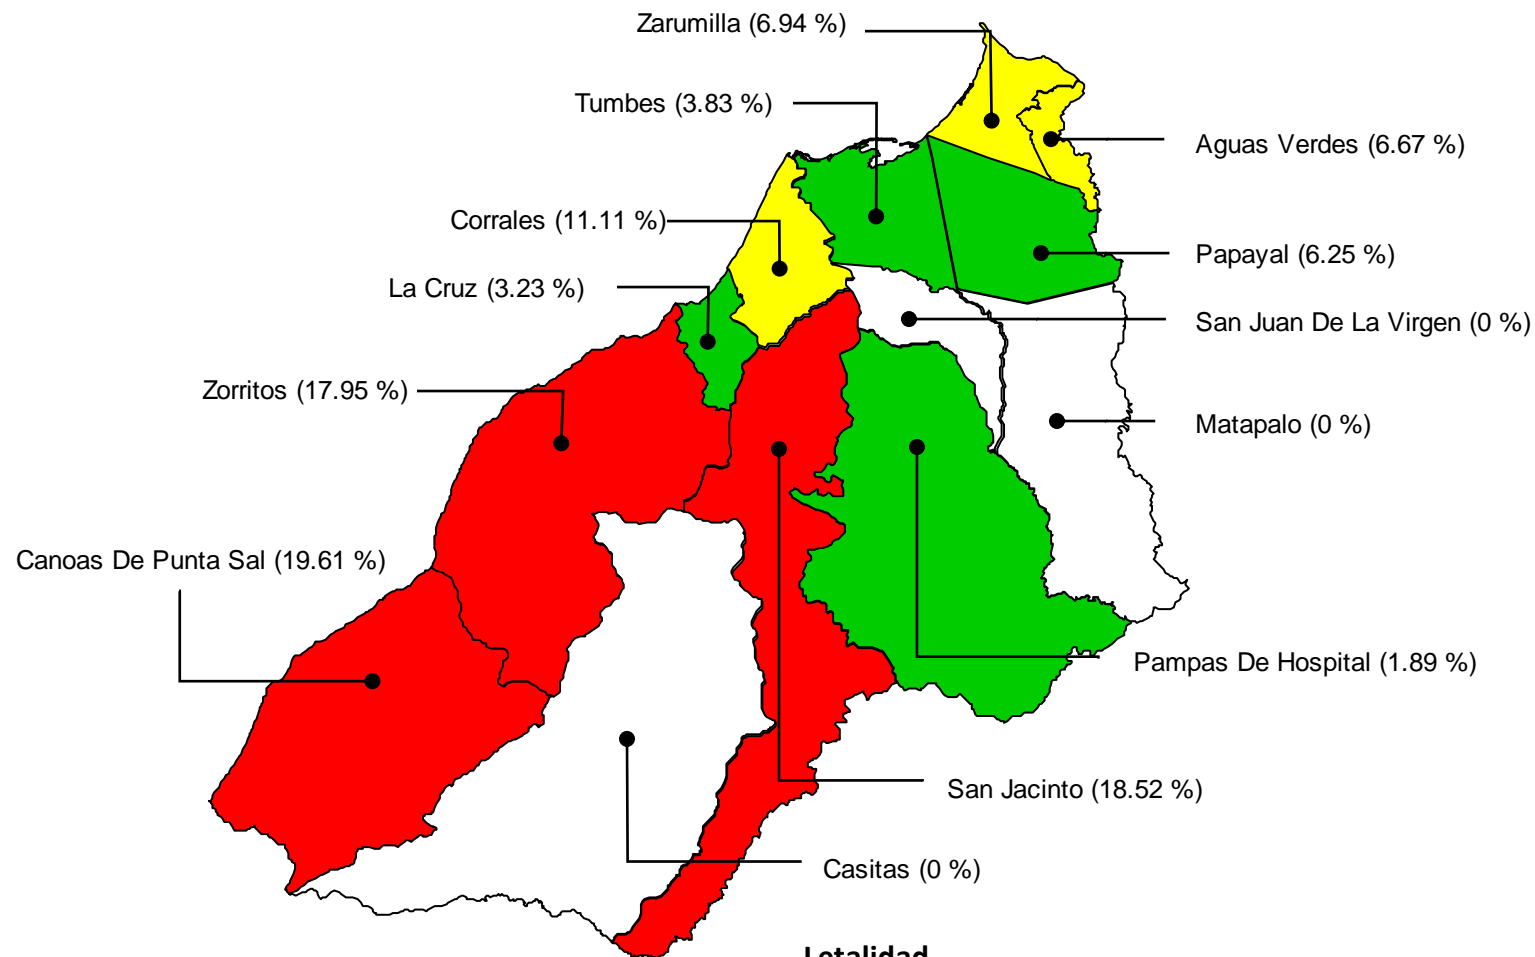 Zarumilla (6.94 %)
Tumbes (3.83 %)
Aguas Verdes (6.67 %)
Corrales (11.11 %)
Papayal (6.25 %)
La Cruz (3.23 %)
San Juan De La Virgen (0 %)
Zorritos (17.95 %)
Matapalo (0 %)
Canoas De Punta Sal (19.61 %)
Pampas De Hospital (1.89 %)
San Jacinto (18.52 %)
Casitas (0 %)
Letalidad